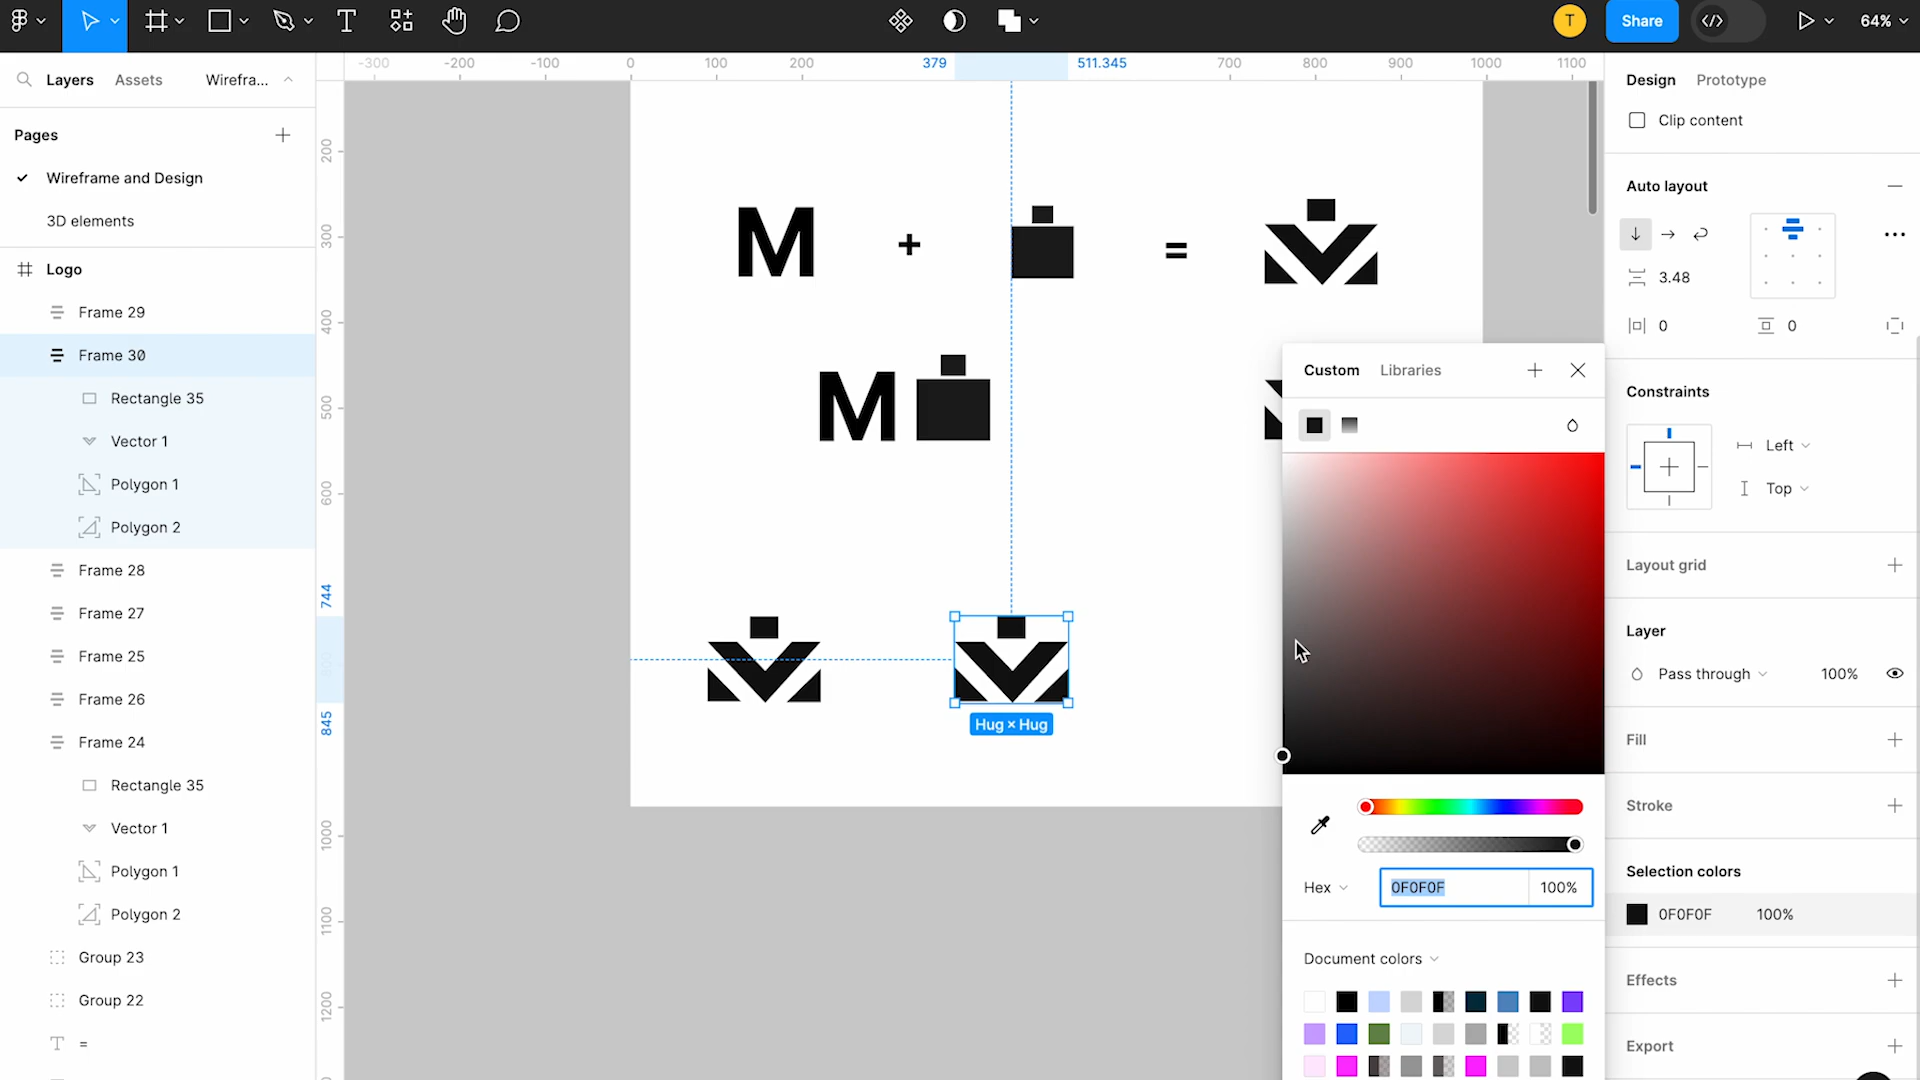 T
Share
64%
Layers
Assets
Wirefra...
Pages
Wireframe and Design
3D elements
Logo
Frame 29
Frame 30
Rectangle 35
Vector 1
Polygon 1
Polygon 2
Frame 28
Frame 27
Frame 25
Frame 26
Frame 24
Rectangle 35
Vector 1
Polygon 1
Polygon 2
Group 23
Group 22
=
-300 -200 -100 0 100 200 379 511.345 700 800 900 1000 1100
200
300
400
500
600
744
845
1000
1100
1200
M + =
M
Hug × Hug
Custom
Libraries
Hex
0F0F0F
100%
Document colors
Design
Prototype
Clip content
Auto layout
3.48
0
0
Constraints
Left
Top
Layout grid
Layer
Pass through
100%
Fill
Stroke
Selection colors
0F0F0F
100%
Effects
Export